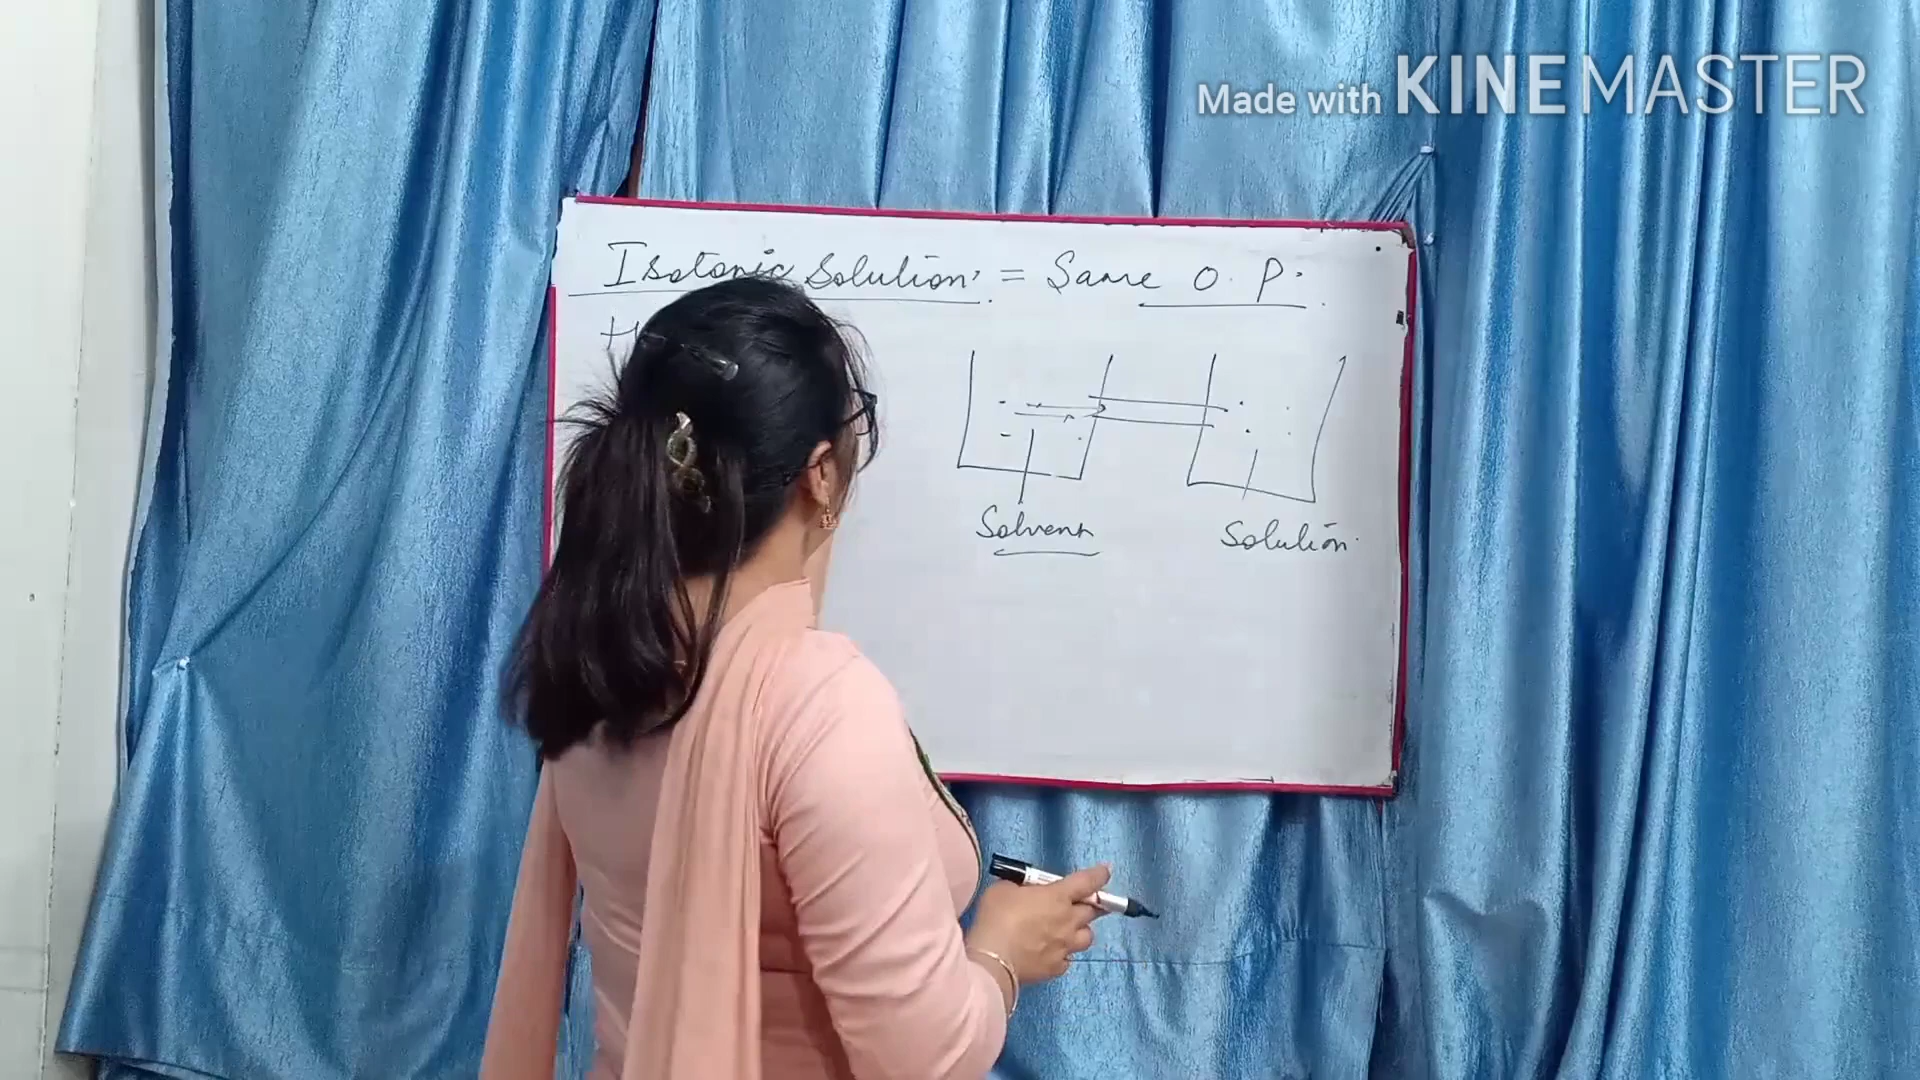 Made with KINEMASTER
Isotonic Solution = Same O. P.
H
Solvent
Solution